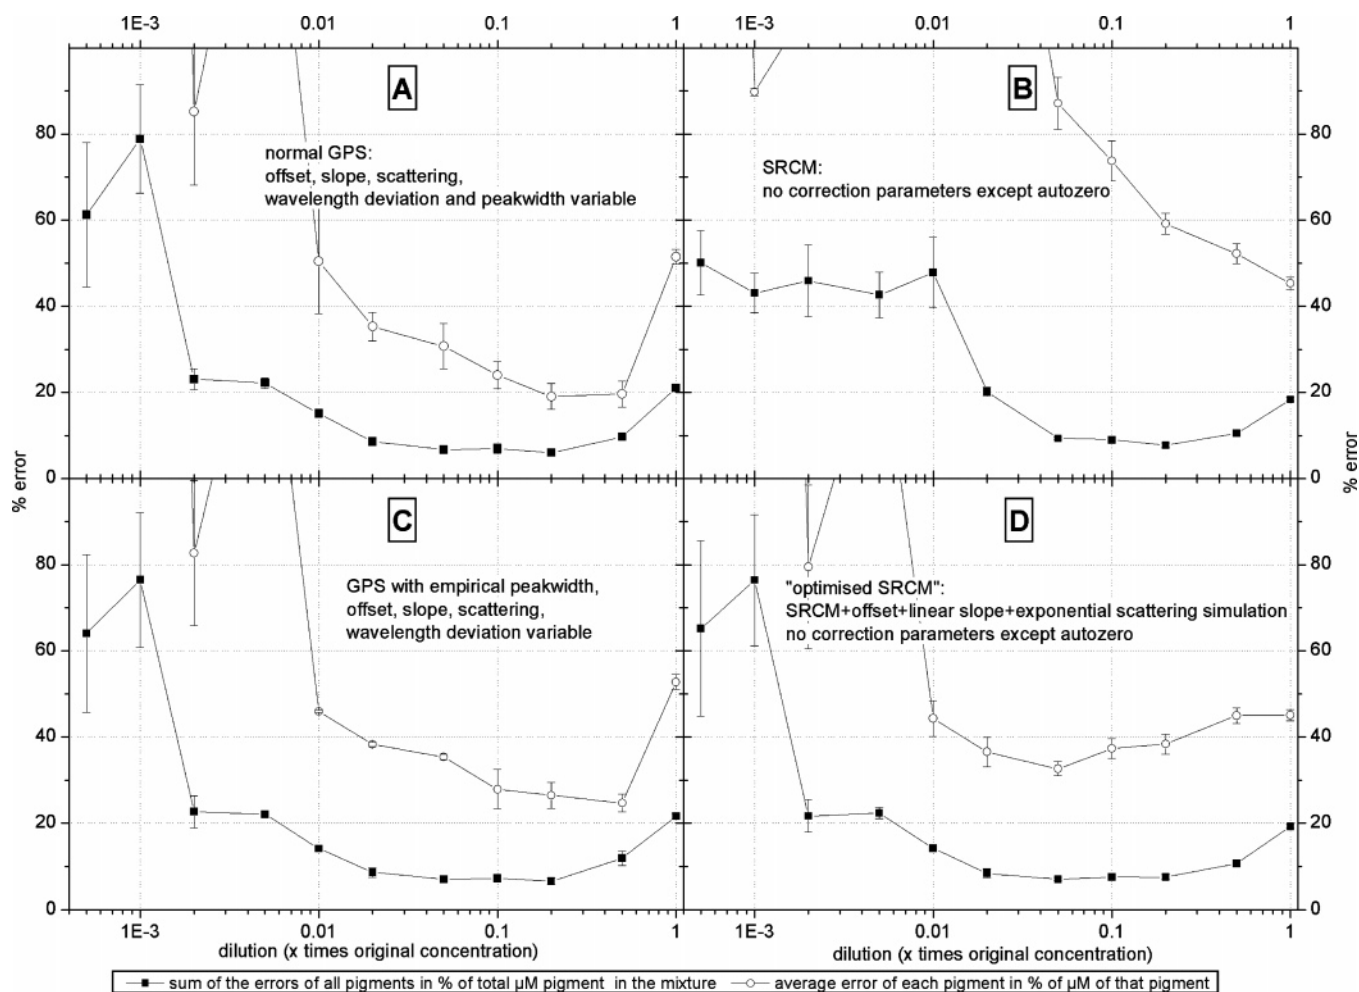 1E-3 0.01 0.1 1 1E-3 0.01 0.1 1
A
B
80
60
40
20
0
normal GPS:
offset, slope, scattering,
wavelength deviation and peakwidth variable
SRCM:
no correction parameters except autozero
80
60
40
20
0
% error
% error
C
D
80
60
40
20
0
GPS with empirical peakwidth,
offset, slope, scattering,
wavelength deviation variable
"optimised SRCM":
SRCM+offset+linear slope+exponential scattering simulation
no correction parameters except autozero
80
60
40
20
0
1E-3 0.01 0.1 1 1E-3 0.01 0.1 1
dilution (x times original concentration) dilution (x times original concentration)
sum of the errors of all pigments in % of total µM pigment in the mixture average error of each pigment in % of µM of that pigment